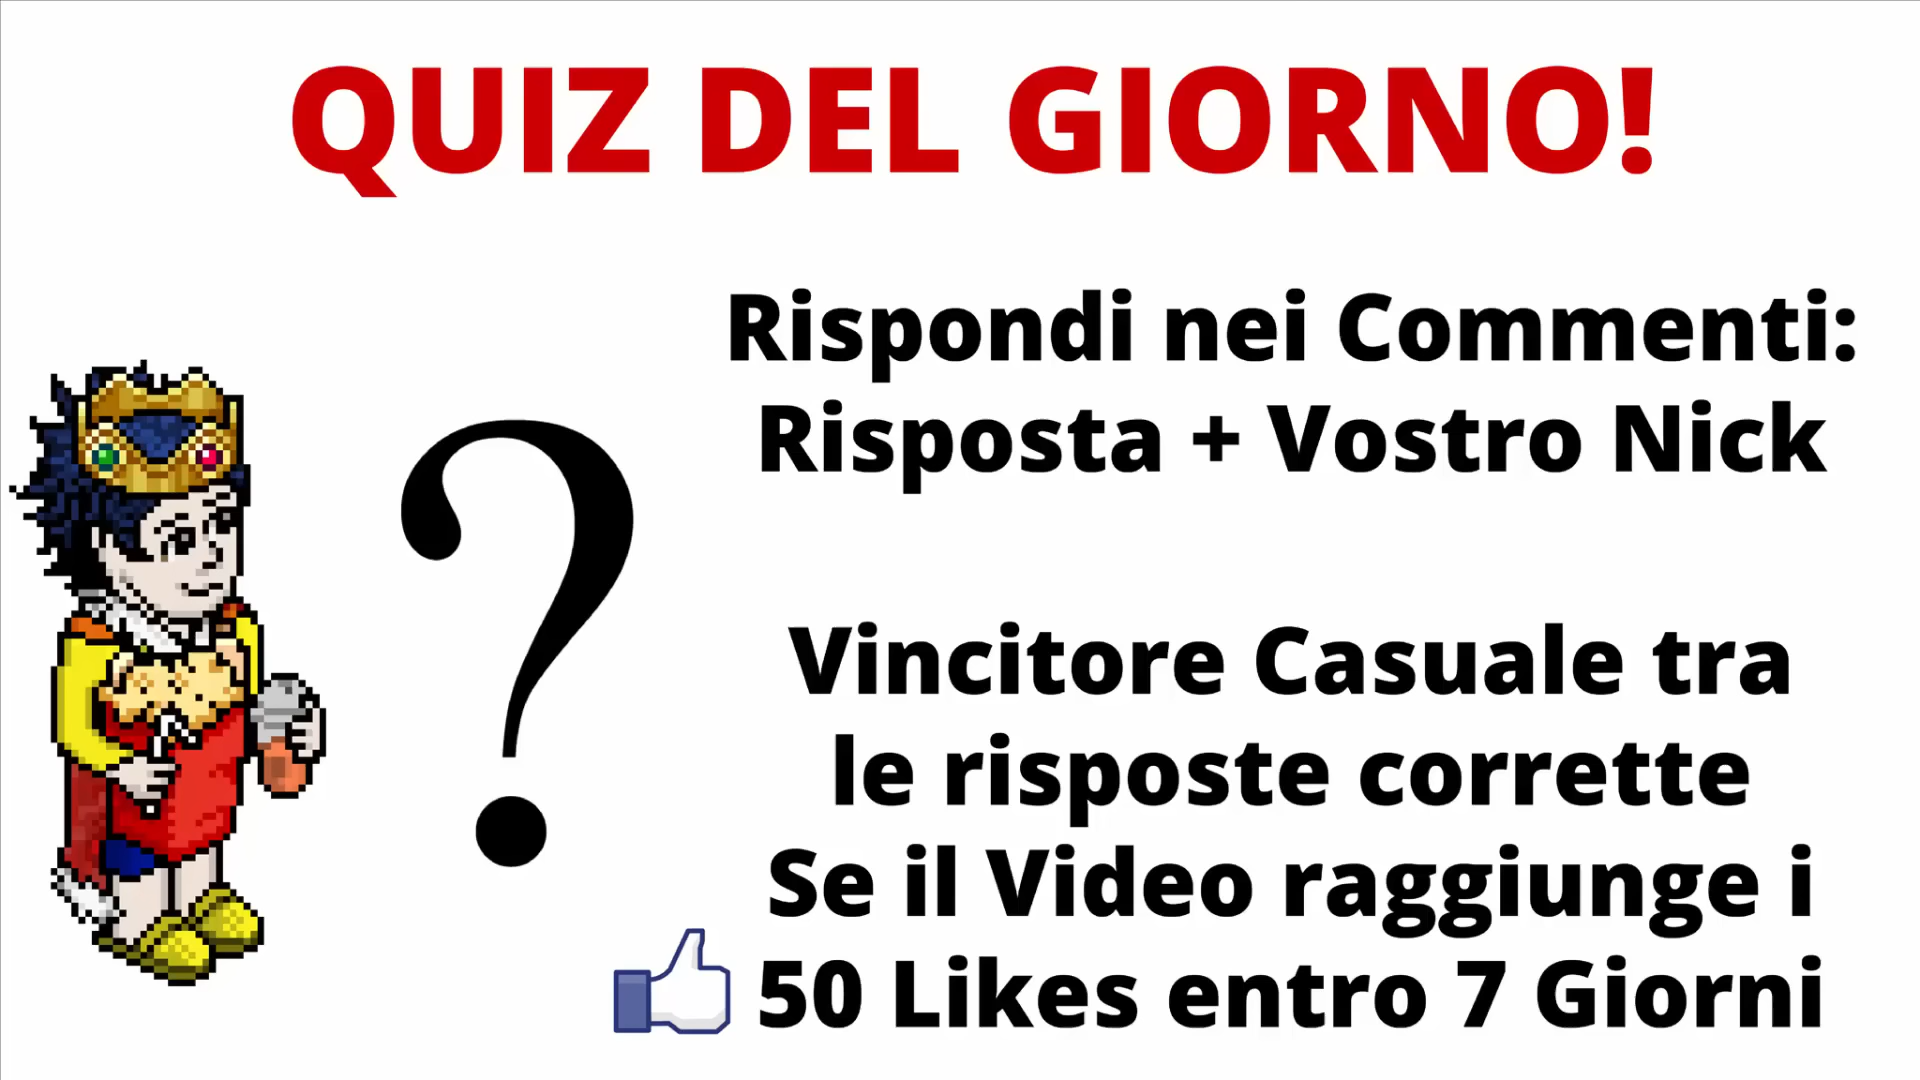 QUIZ DEL GIORNO!
?
Rispondi nei Commenti:
Risposta + Vostro Nick
Vincitore Casuale tra
le risposte corrette
Se il Video raggiunge i
50 Likes entro 7 Giorni